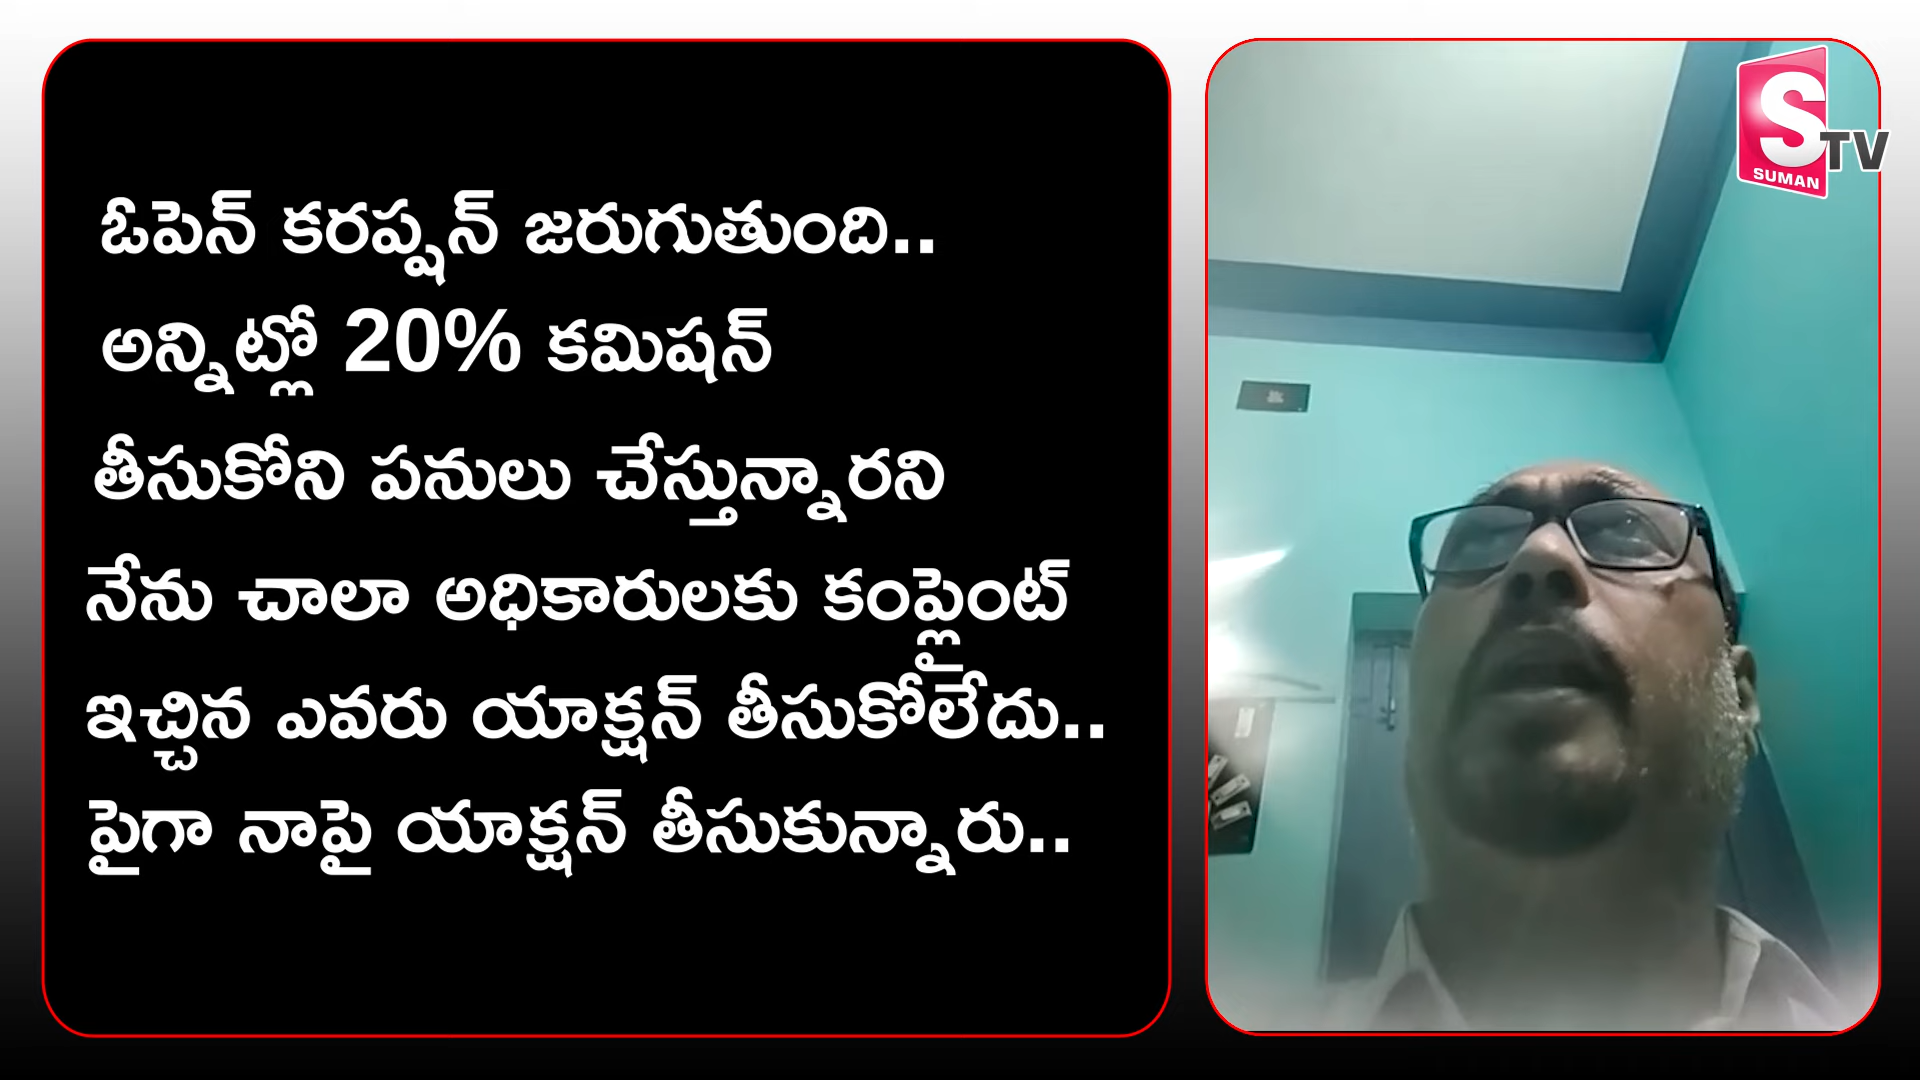 ఓపెన్ కరప్షన్ జరుగుతుంది..
అన్నిట్లో 20% కమిషన్
తీసుకోని పనులు చేస్తున్నారని
నేను చాలా అధికారులకు కంప్లైంట్
ఇచ్చిన ఎవరు యాక్షన్ తీసుకోలేదు..
పైగా నాపై యాక్షన్ తీసుకున్నారు..
S TV
SUMAN